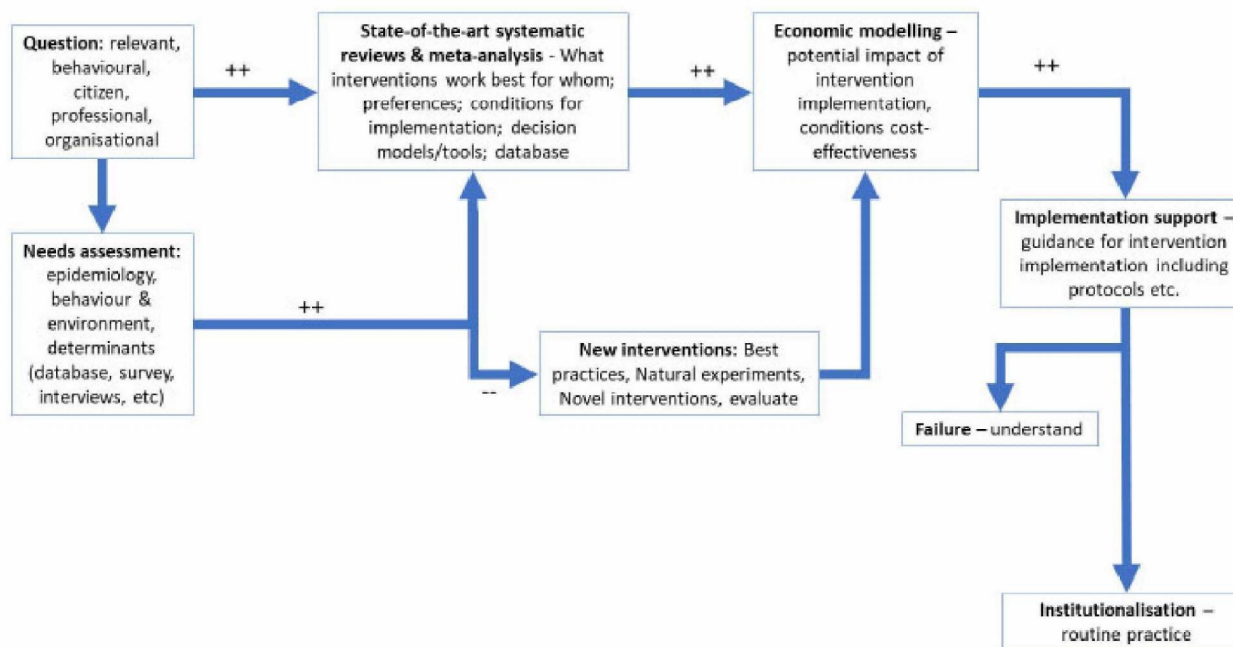 Question: relevant,
behavioural,
citizen,
professional,
organisational
++
State-of-the-art systematic
reviews & meta-analysis - What
interventions work best for whom;
preferences; conditions for
implementation; decision
models/tools; database
++
Economic modelling –
potential impact of
intervention
implementation,
conditions cost-
effectiveness
++
Needs assessment:
epidemiology,
behaviour &
environment,
determinants
(database, survey,
interviews, etc)
++
--
New interventions: Best
practices, Natural experiments,
Novel interventions, evaluate
Implementation support –
guidance for intervention
implementation including
protocols etc.
Failure – understand
Institutionalisation –
routine practice